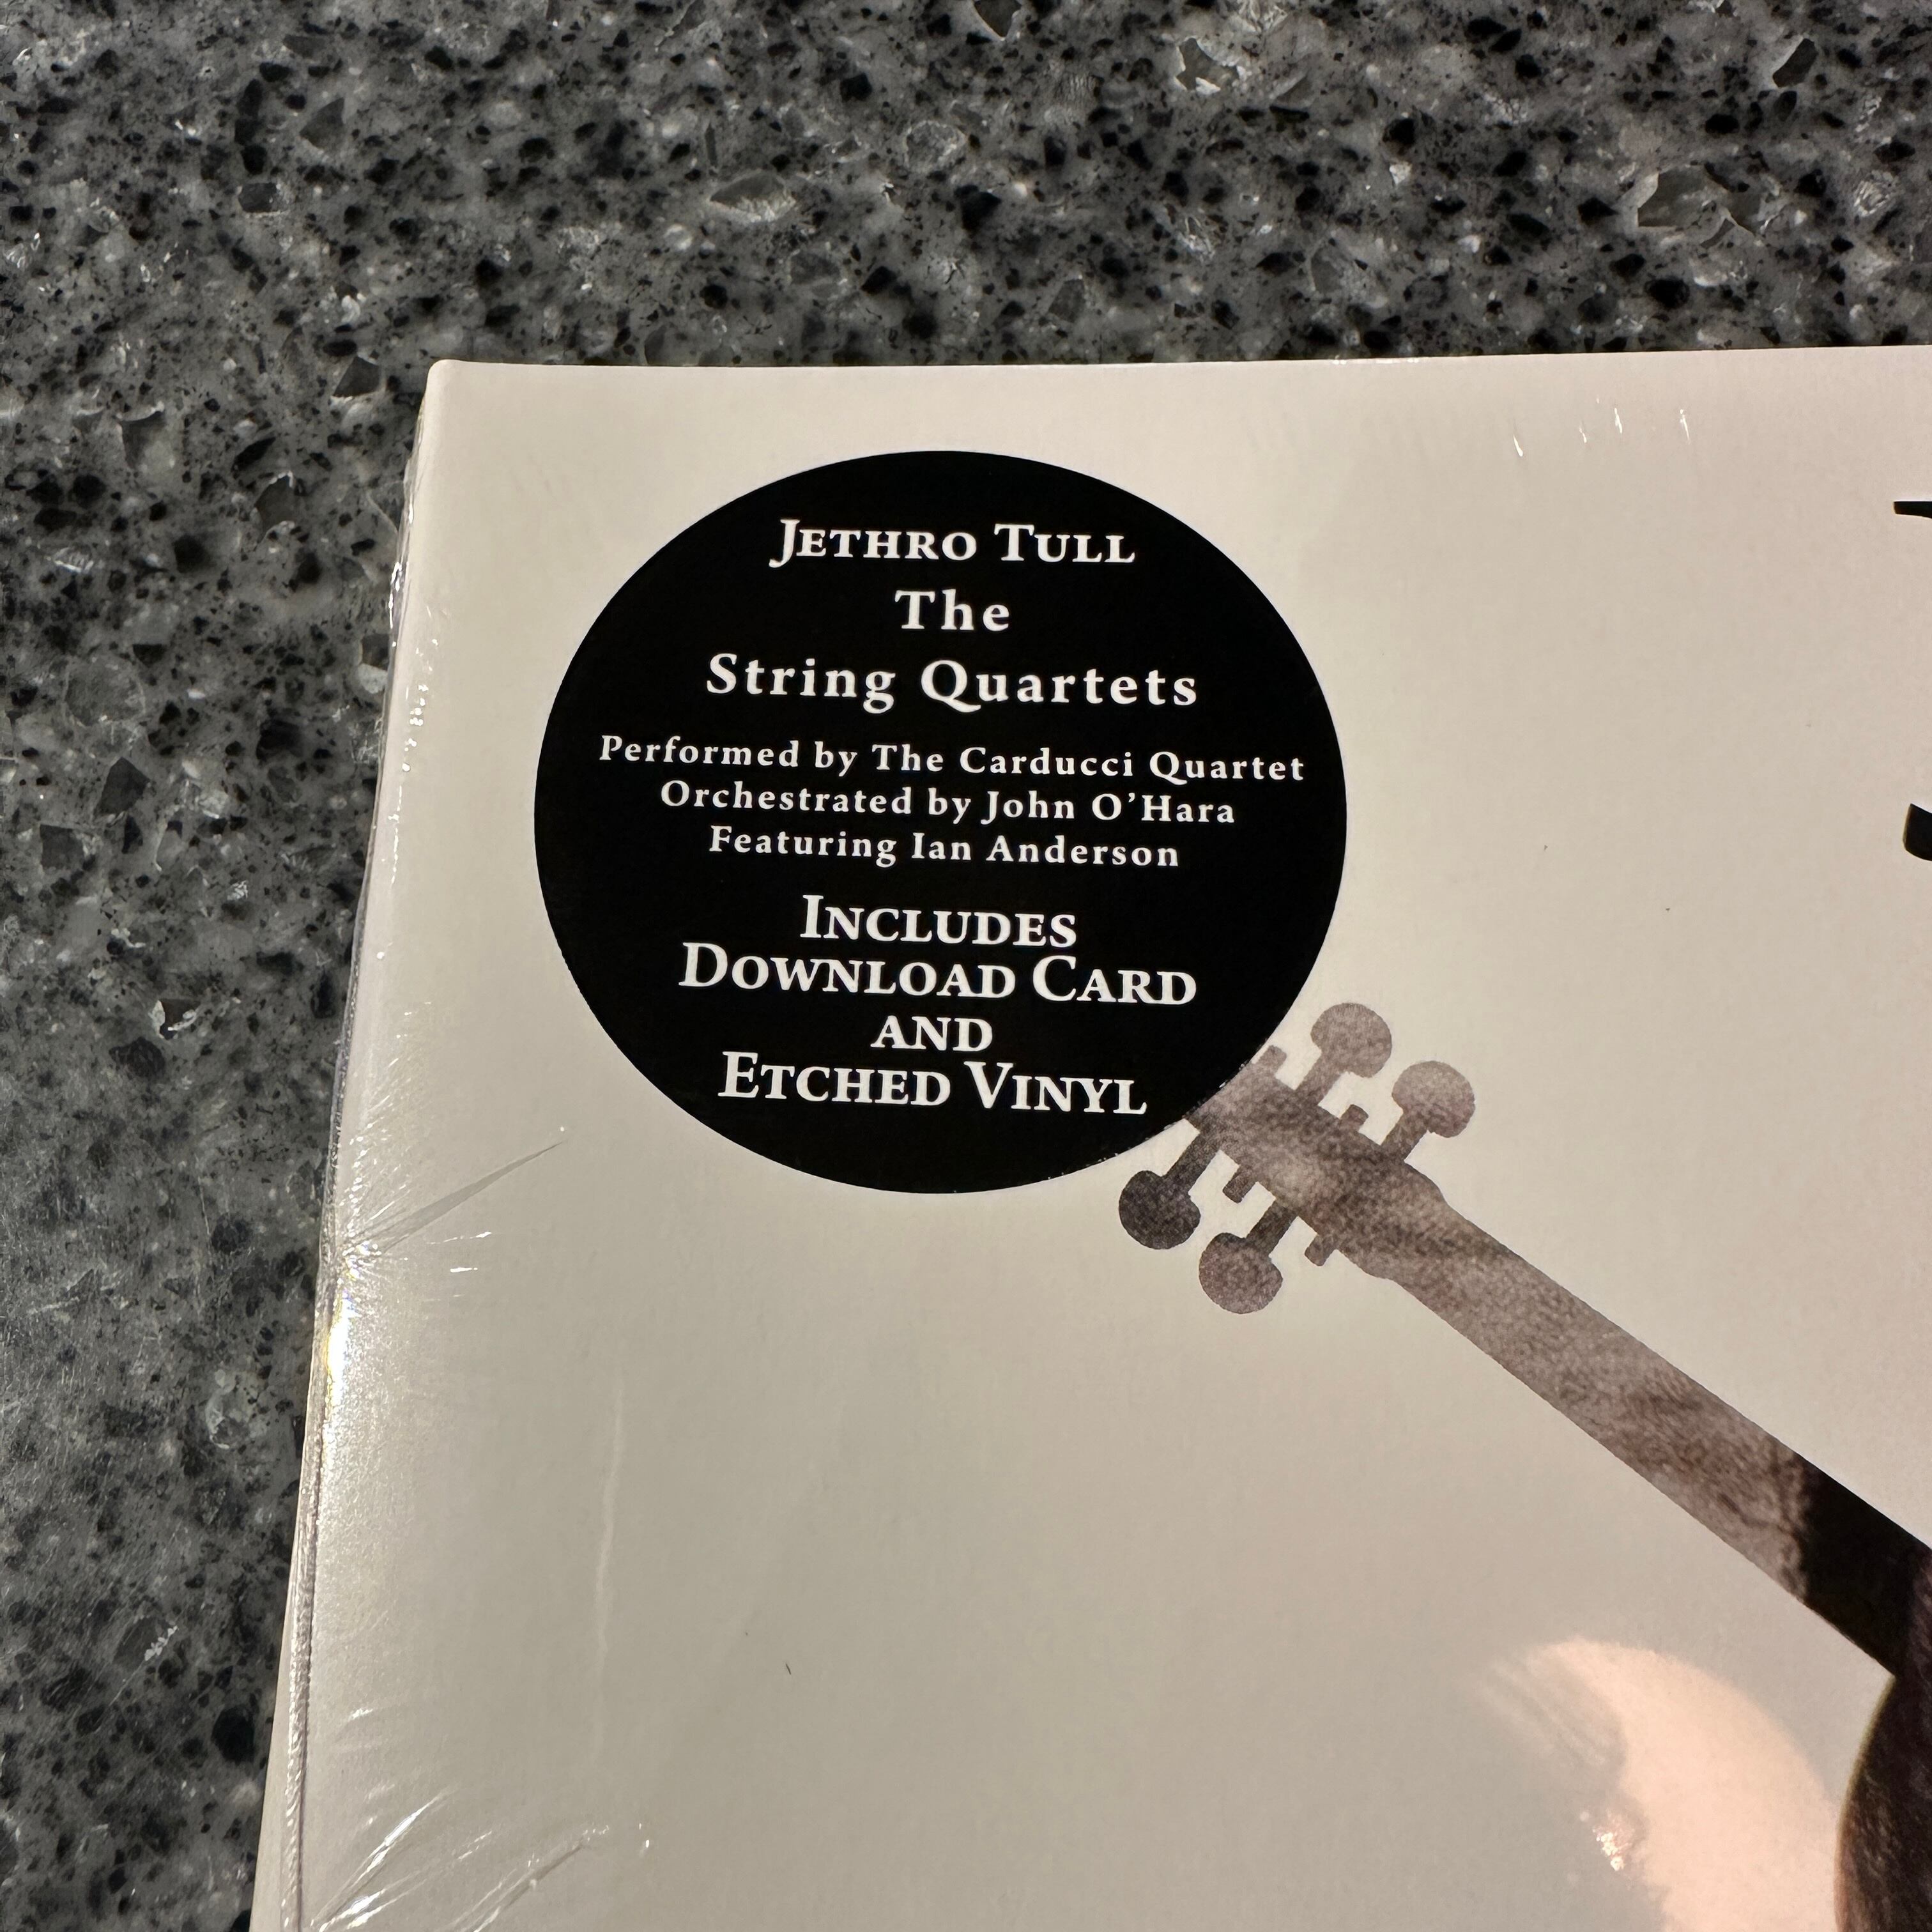 JETHRO TULL
The
String Quartets
Performed by The Carducci Quartet
Orchestrated by John O’Hara
Featuring Ian Anderson
INCLUDES
DOWNLOAD CARD
AND
ETCHED VINYL